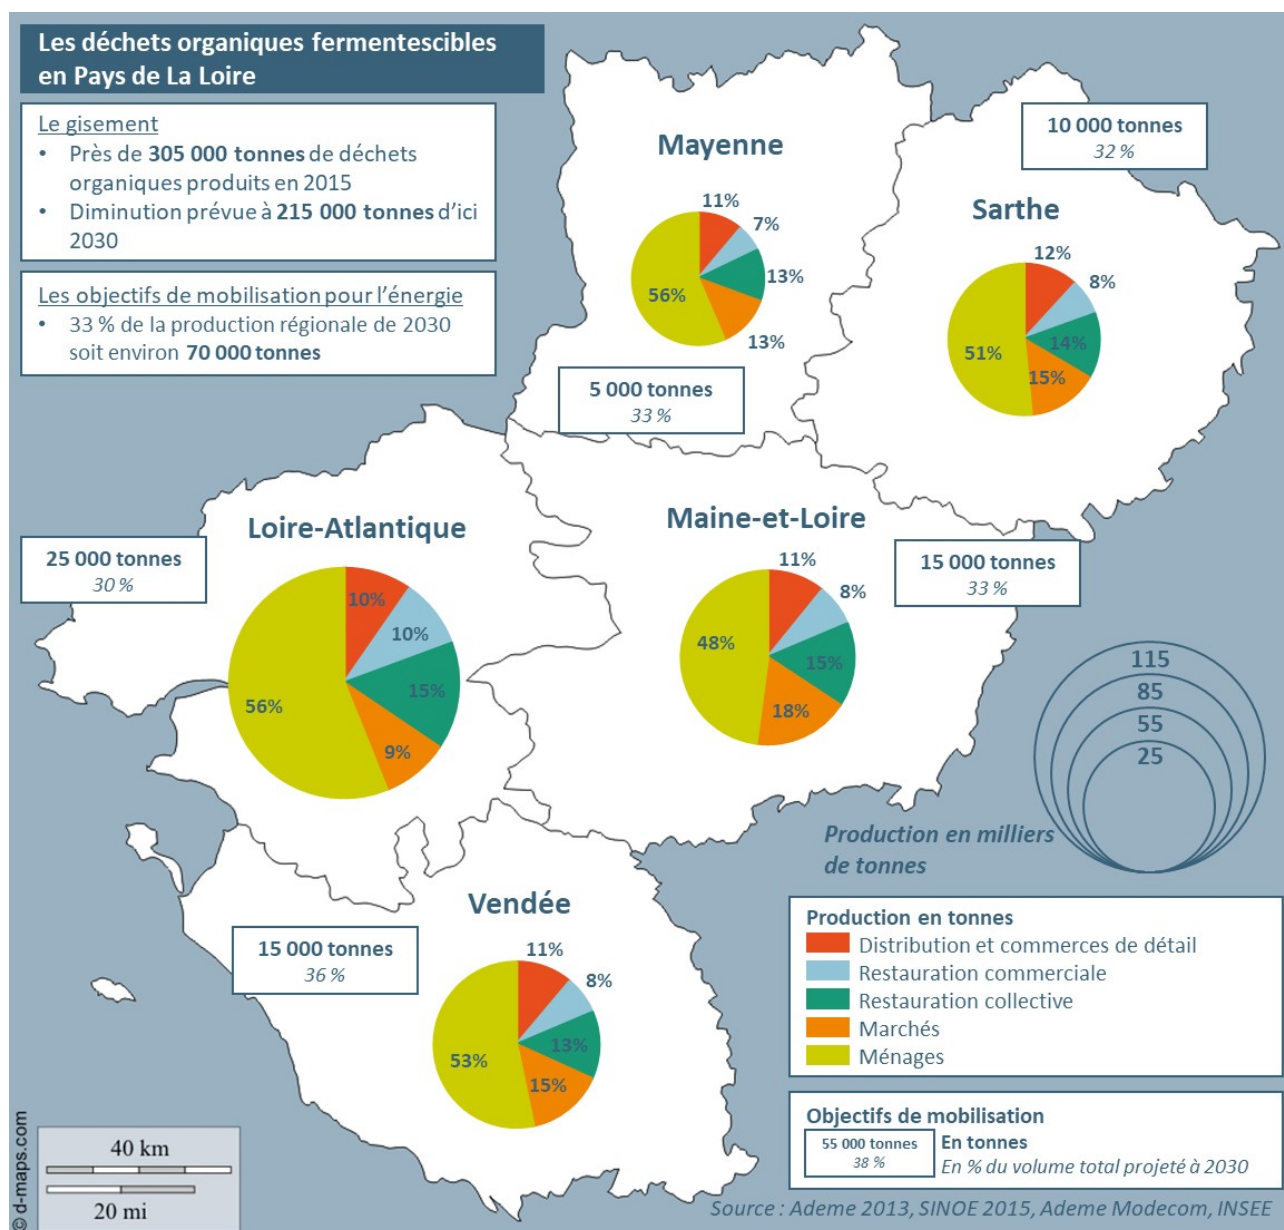 Les déchets organiques fermentescibles
en Pays de La Loire
Le gisement
• Près de 305 000 tonnes de déchets
organiques produits en 2015
• Diminution prévue à 215 000 tonnes d'ici
2030
Les objectifs de mobilisation pour l'énergie
• 33 % de la production régionale de 2030
soit environ 70 000 tonnes
Mayenne
11%
7%
13%
13%
56%
5 000 tonnes
33 %
10 000 tonnes
32 %
Sarthe
12%
8%
14%
15%
51%
Loire-Atlantique
25 000 tonnes
30 %
10%
10%
15%
9%
56%
Maine-et-Loire
15 000 tonnes
33 %
11%
8%
15%
18%
48%
Vendée
15 000 tonnes
36 %
11%
8%
13%
15%
53%
115
85
55
25
Production en milliers
de tonnes
Production en tonnes
Distribution et commerces de détail
Restauration commerciale
Restauration collective
Marchés
Ménages
Objectifs de mobilisation
55 000 tonnes
38 %
En tonnes
En % du volume total projeté à 2030
Source : Ademe 2013, SINOE 2015, Ademe Modecom, INSEE
40 km
20 mi
© d-maps.com